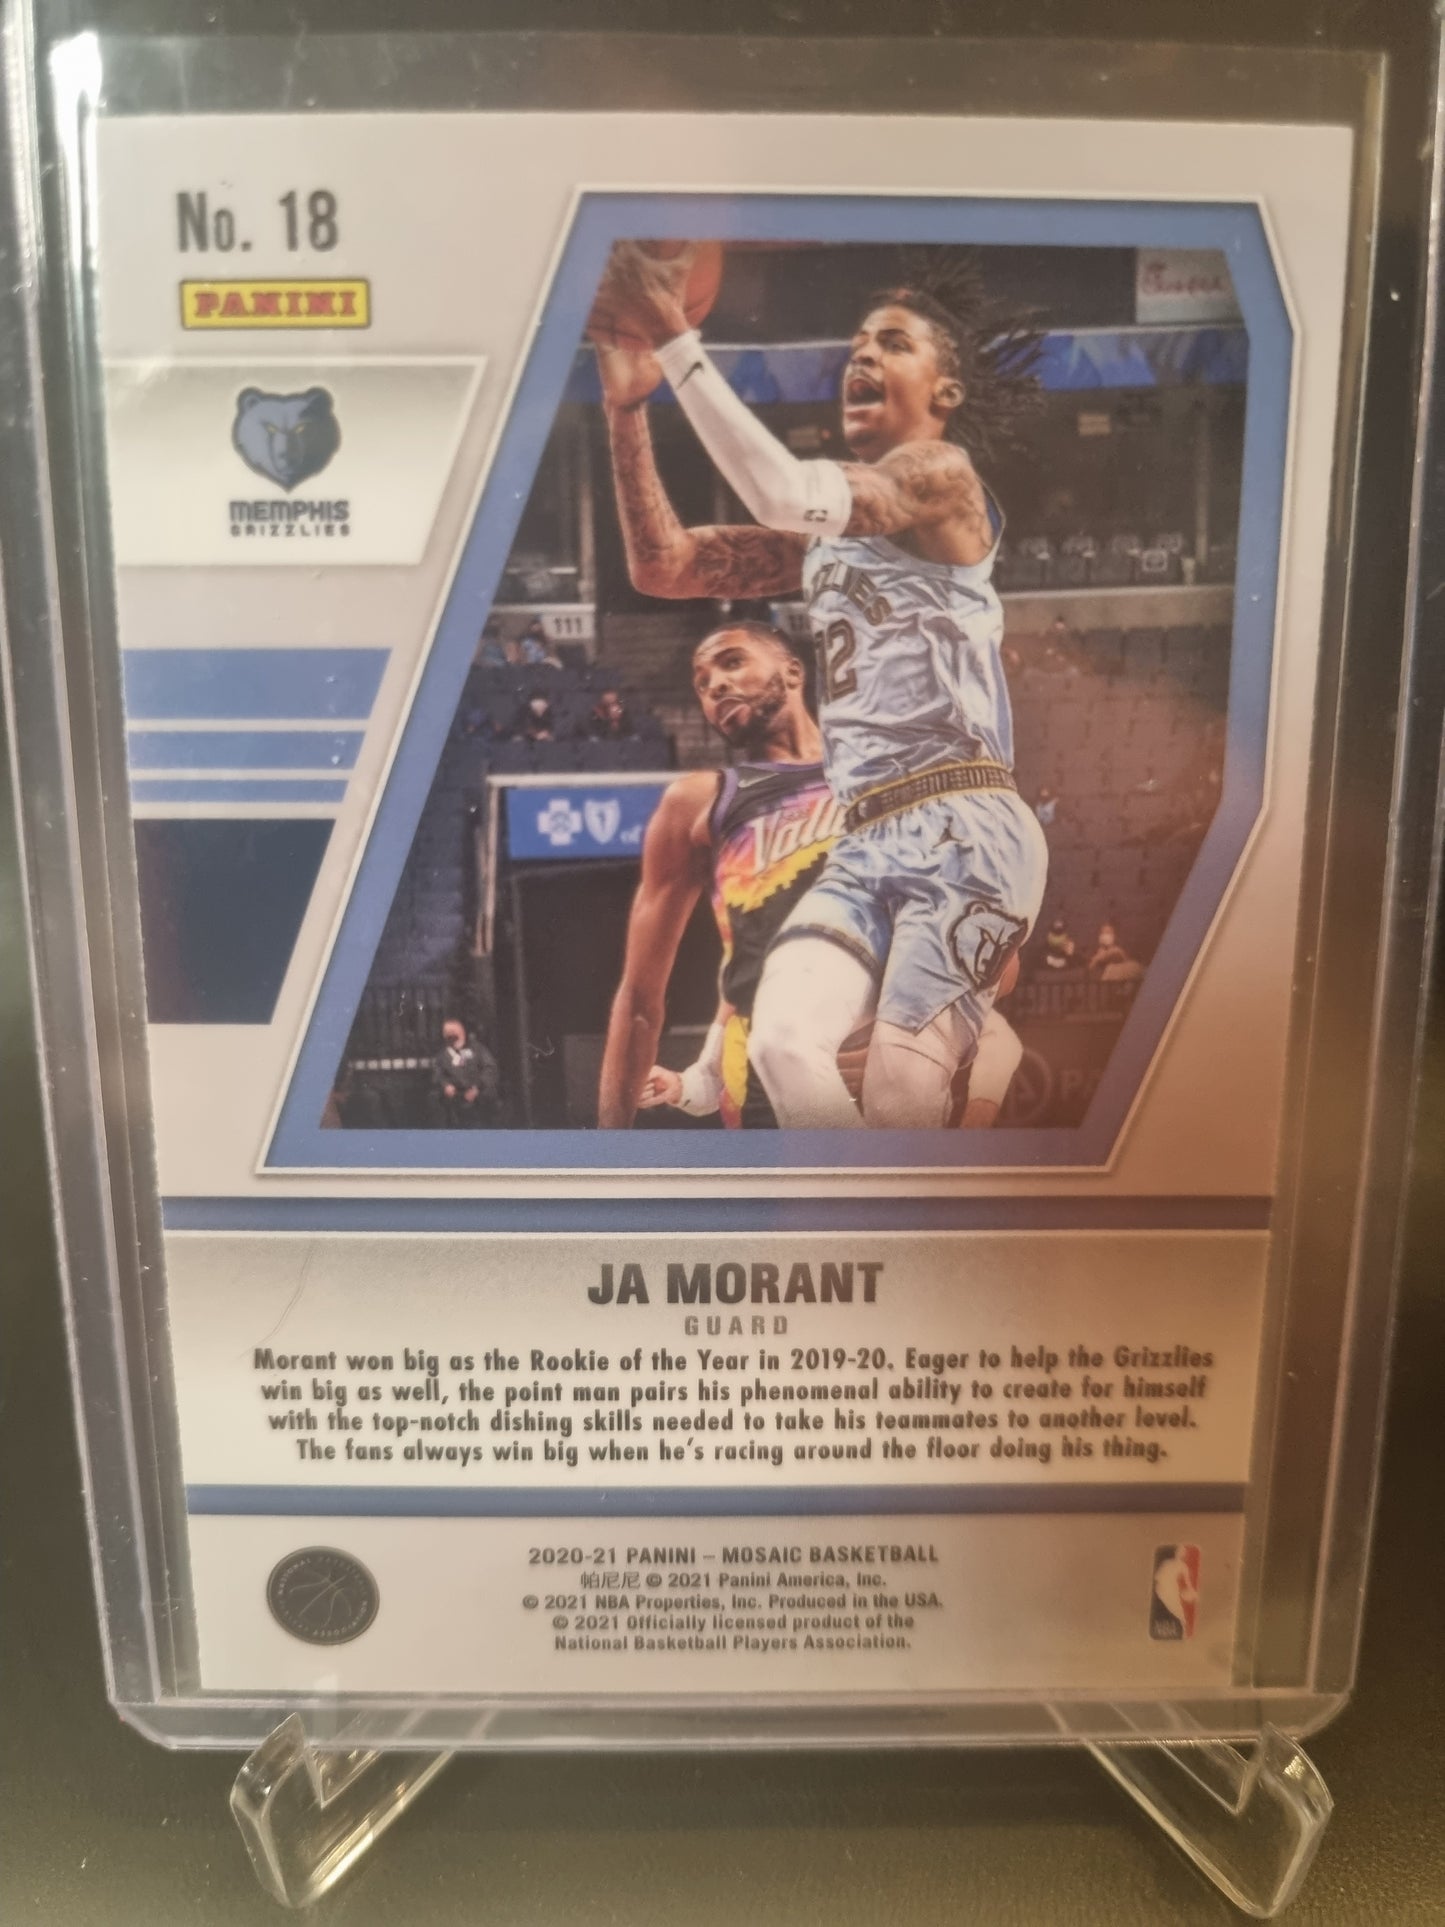 No. 18
PANINI
MEMPHIS
GRIZZLIES
111
ZLIES
12
Valle
JA MORANT
GUARD
Morant won big as the Rookie of the Year in 2019-20. Eager to help the Grizzlies
win big as well, the point man pairs his phenomenal ability to create for himself
with the top-notch dishing skills needed to take his teammates to another level.
The fans always win big when he's racing around the floor doing his thing.
2020-21 PANINI – MOSAIC BASKETBALL
帕尼尼 © 2021 Panini America, Inc.
© 2021 NBA Properties, Inc. Produced in the USA.
© 2021 Officially licensed product of the
National Basketball Players Association.
NBA